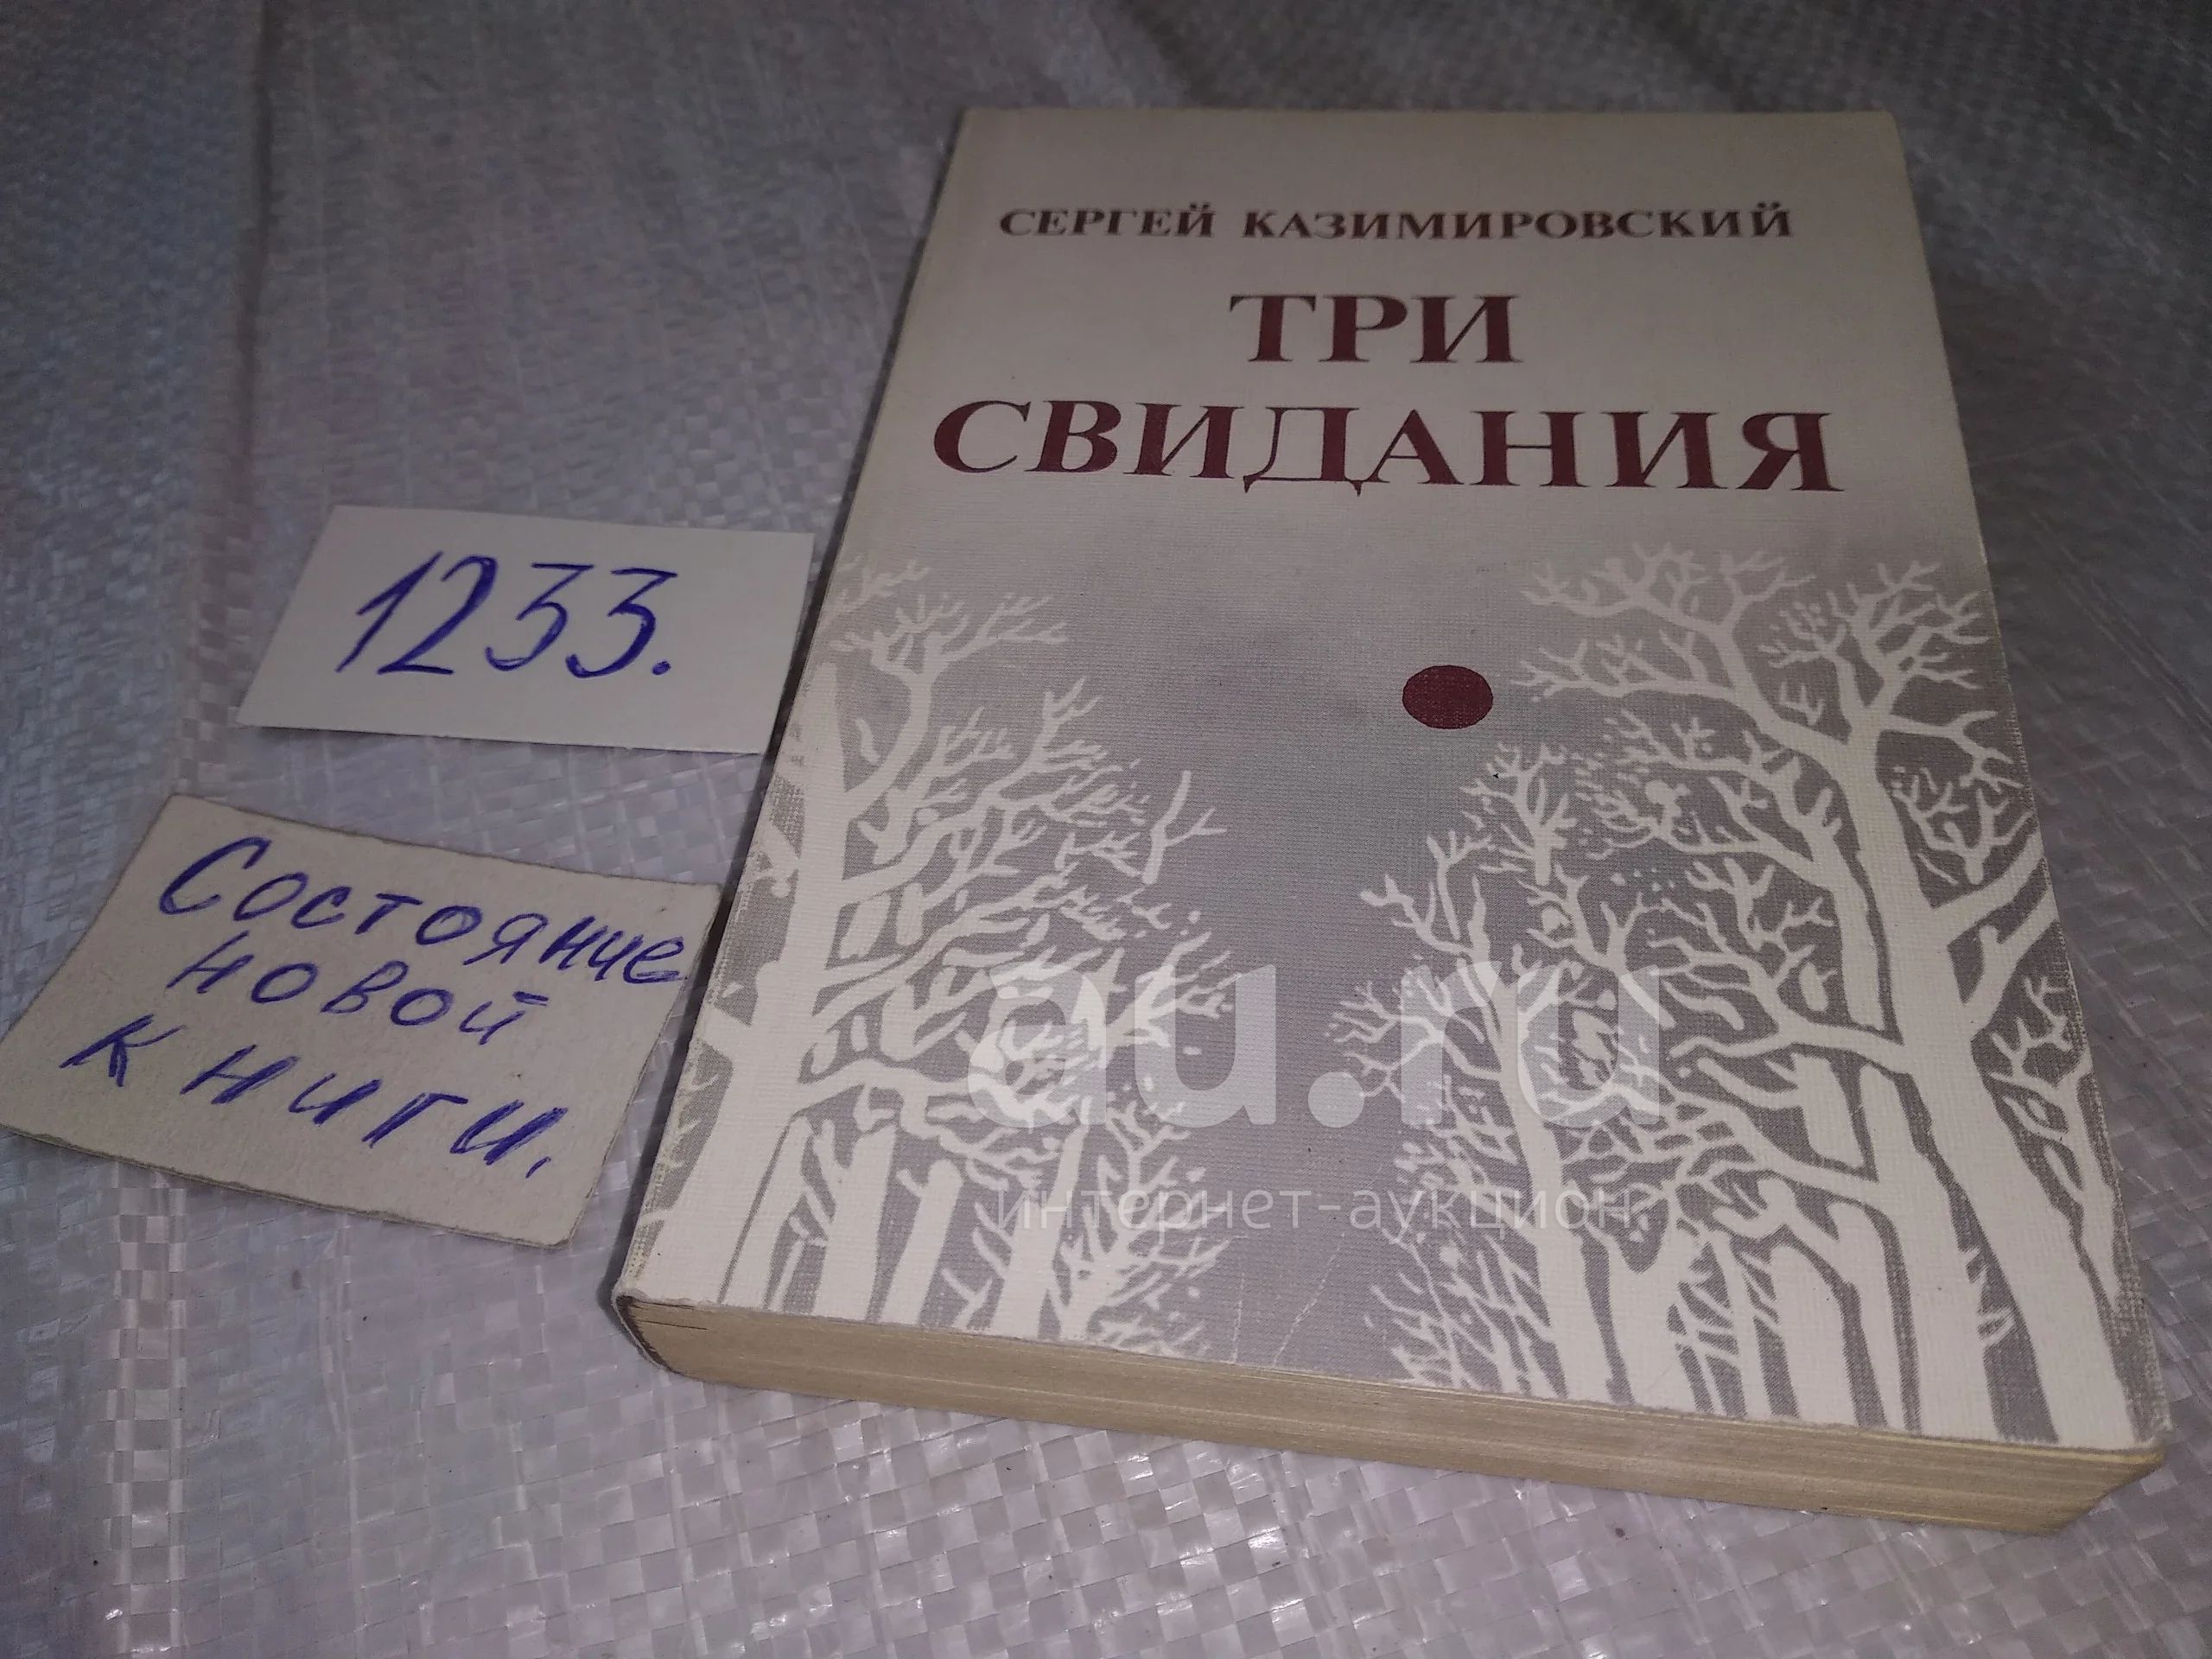 СЕРГЕЙ КАЗИМИРОВСКИЙ
ТРИ
СВИДАНИЯ
1233.
Состояние
новой
книги.
au.ru
интернет-аукцион